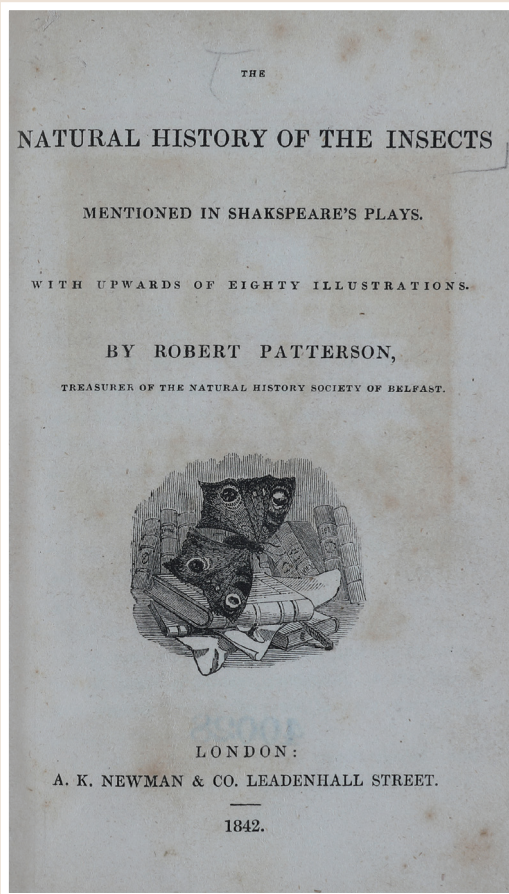 THE
NATURAL HISTORY OF THE INSECTS
MENTIONED IN SHAKSPEARE'S PLAYS.
WITH UPWARDS OF EIGHTY ILLUSTRATIONS.
BY ROBERT PATTERSON,
TREASURER OF THE NATURAL HISTORY SOCIETY OF BELFAST.
LONDON:
A. K. NEWMAN & CO. LEADENHALL STREET.
1842.